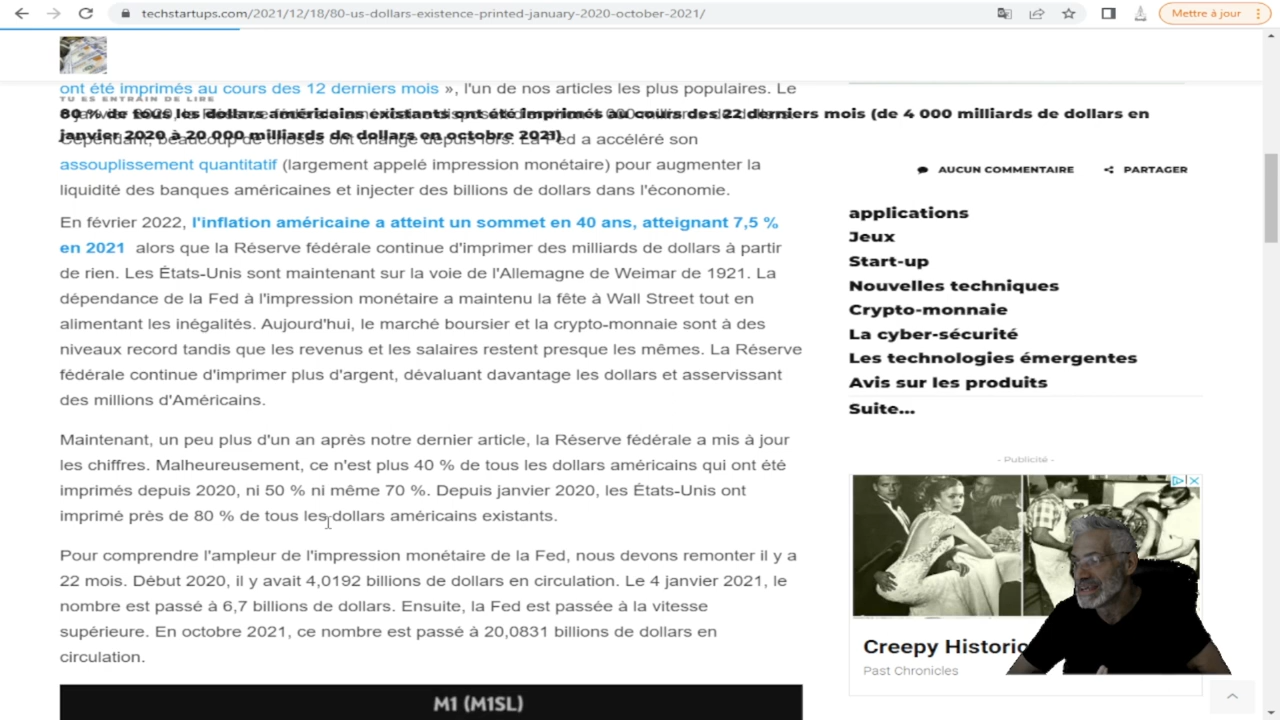 techstartups.com/2021/12/18/80-us-dollars-existence-printed-january-2020-october-2021/
Mettre à jour
ont été imprimés au cours des 12 derniers mois », l'un de nos articles les plus populaires. Le
TU ES ENTRAIN DE LIRE
80 % de tous les dollars américains existants ont été imprimés au cours des 22 derniers mois (de 4 000 milliards de dollars en
janvier 2020 à 20 000 milliards de dollars en octobre 2021)
Cependant, beaucoup de choses ont changé depuis lors. La Fed a accéléré son
assouplissement quantitatif (largement appelé impression monétaire) pour augmenter la
liquidité des banques américaines et injecter des billions de dollars dans l'économie.
En février 2022, l'inflation américaine a atteint un sommet en 40 ans, atteignant 7,5 %
en 2021 alors que la Réserve fédérale continue d'imprimer des milliards de dollars à partir
de rien. Les États-Unis sont maintenant sur la voie de l'Allemagne de Weimar de 1921. La
dépendance de la Fed à l'impression monétaire a maintenu la fête à Wall Street tout en
alimentant les inégalités. Aujourd'hui, le marché boursier et la crypto-monnaie sont à des
niveaux record tandis que les revenus et les salaires restent presque les mêmes. La Réserve
fédérale continue d'imprimer plus d'argent, dévaluant davantage les dollars et asservissant
des millions d'Américains.
Maintenant, un peu plus d'un an après notre dernier article, la Réserve fédérale a mis à jour
les chiffres. Malheureusement, ce n'est plus 40 % de tous les dollars américains qui ont été
imprimés depuis 2020, ni 50 % ni même 70 %. Depuis janvier 2020, les États-Unis ont
imprimé près de 80 % de tous les dollars américains existants.
Pour comprendre l'ampleur de l'impression monétaire de la Fed, nous devons remonter il y a
22 mois. Début 2020, il y avait 4,0192 billions de dollars en circulation. Le 4 janvier 2021, le
nombre est passé à 6,7 billions de dollars. Ensuite, la Fed est passée à la vitesse
supérieure. En octobre 2021, ce nombre est passé à 20,0831 billions de dollars en
circulation.
M1 (M1SL)
AUCUN COMMENTAIRE
PARTAGER
applications
Jeux
Start-up
Nouvelles techniques
Crypto-monnaie
La cyber-sécurité
Les technologies émergentes
Avis sur les produits
Suite...
- Publicité -
Creepy Historic
Past Chronicles